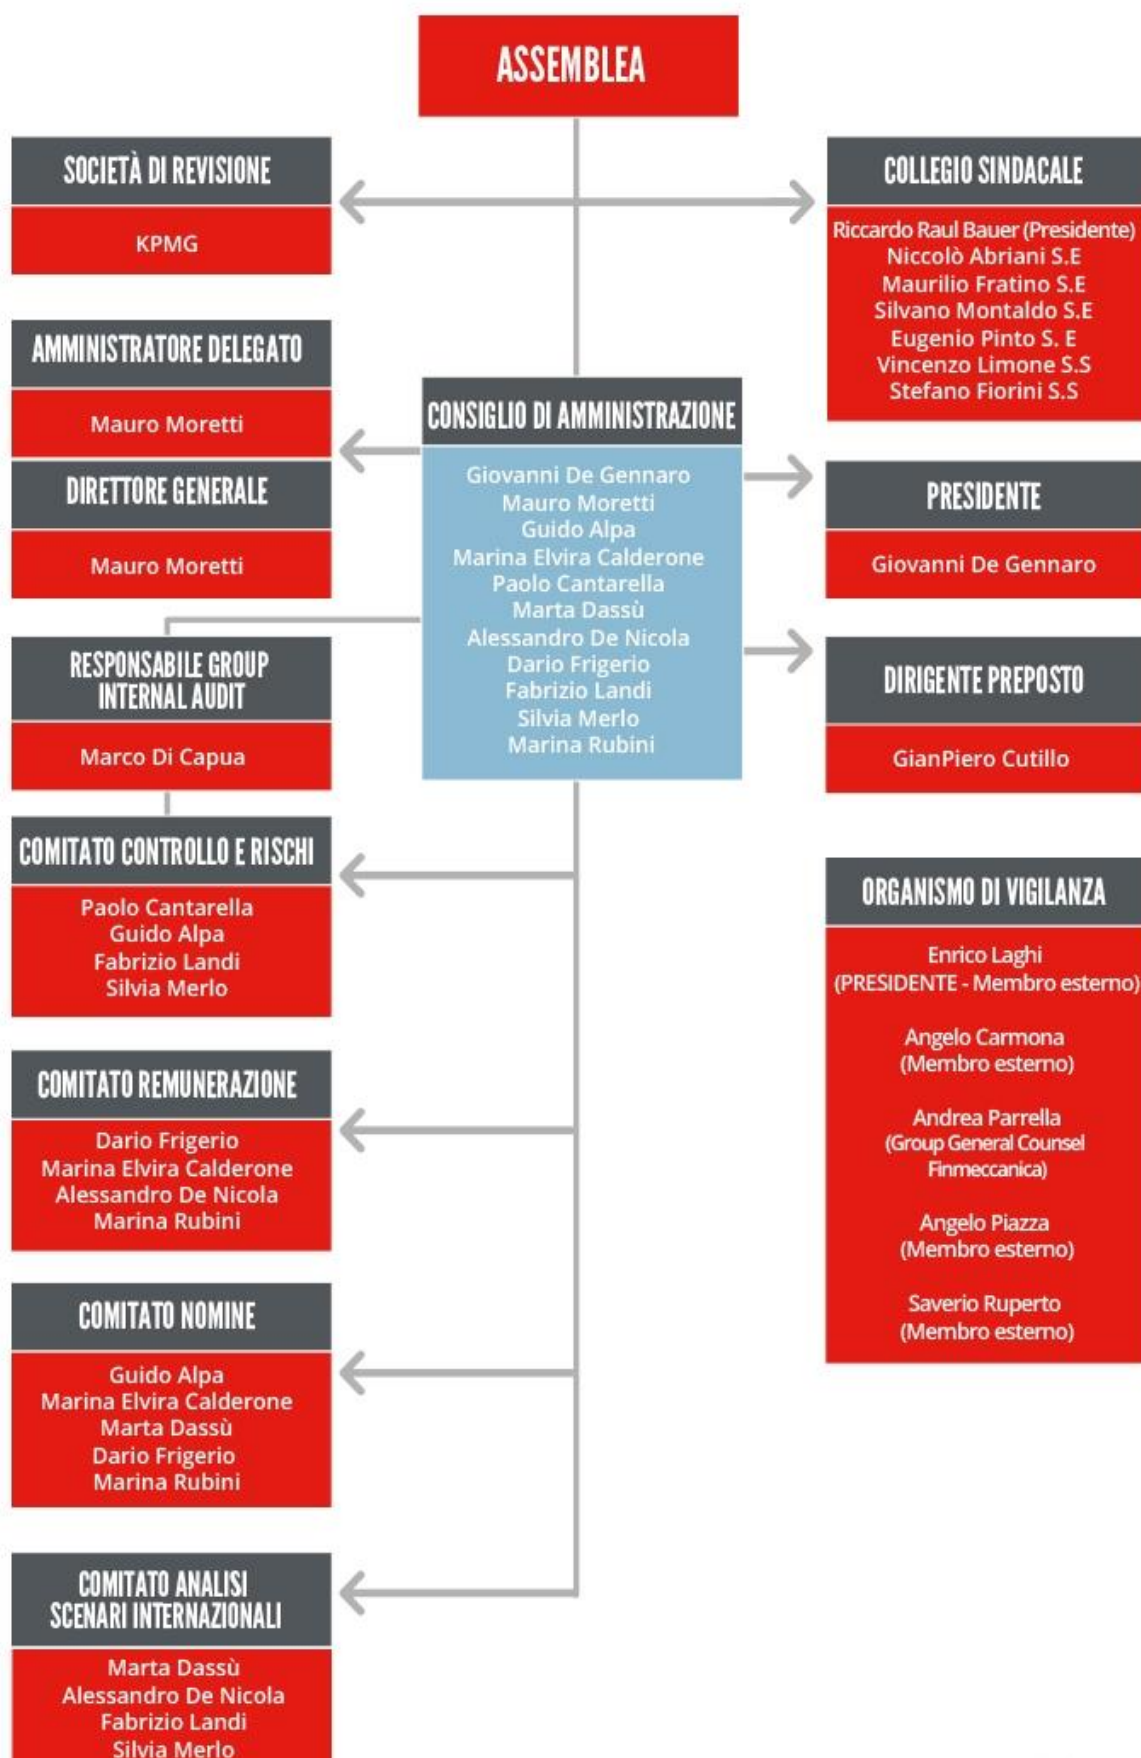 ASSEMBLEA
SOCIETÀ DI REVISIONE
KPMG
COLLEGIO SINDACALE
Riccardo Raul Bauer (Presidente)
Niccolò Abriani S.E
Maurilio Fratino S.E
Silvano Montaldo S.E
Eugenio Pinto S. E
Vincenzo Limone S.S
Stefano Fiorini S.S
AMMINISTRATORE DELEGATO
Mauro Moretti
DIRETTORE GENERALE
Mauro Moretti
CONSIGLIO DI AMMINISTRAZIONE
Giovanni De Gennaro
Mauro Moretti
Guido Alpa
Marina Elvira Calderone
Paolo Cantarella
Marta Dassù
Alessandro De Nicola
Dario Frigerio
Fabrizio Landi
Silvia Merlo
Marina Rubini
PRESIDENTE
Giovanni De Gennaro
RESPONSABILE GROUP
INTERNAL AUDIT
Marco Di Capua
DIRIGENTE PREPOSTO
GianPiero Cutillo
COMITATO CONTROLLO E RISCHI
Paolo Cantarella
Guido Alpa
Fabrizio Landi
Silvia Merlo
ORGANISMO DI VIGILANZA
Enrico Laghi
(PRESIDENTE - Membro esterno)
Angelo Carmona
(Membro esterno)
Andrea Parrella
(Group General Counsel
Finmeccanica)
Angelo Piazza
(Membro esterno)
Saverio Ruperto
(Membro esterno)
COMITATO REMUNERAZIONE
Dario Frigerio
Marina Elvira Calderone
Alessandro De Nicola
Marina Rubini
COMITATO NOMINE
Guido Alpa
Marina Elvira Calderone
Marta Dassù
Dario Frigerio
Marina Rubini
COMITATO ANALISI
SCENARI INTERNAZIONALI
Marta Dassù
Alessandro De Nicola
Fabrizio Landi
Silvia Merlo